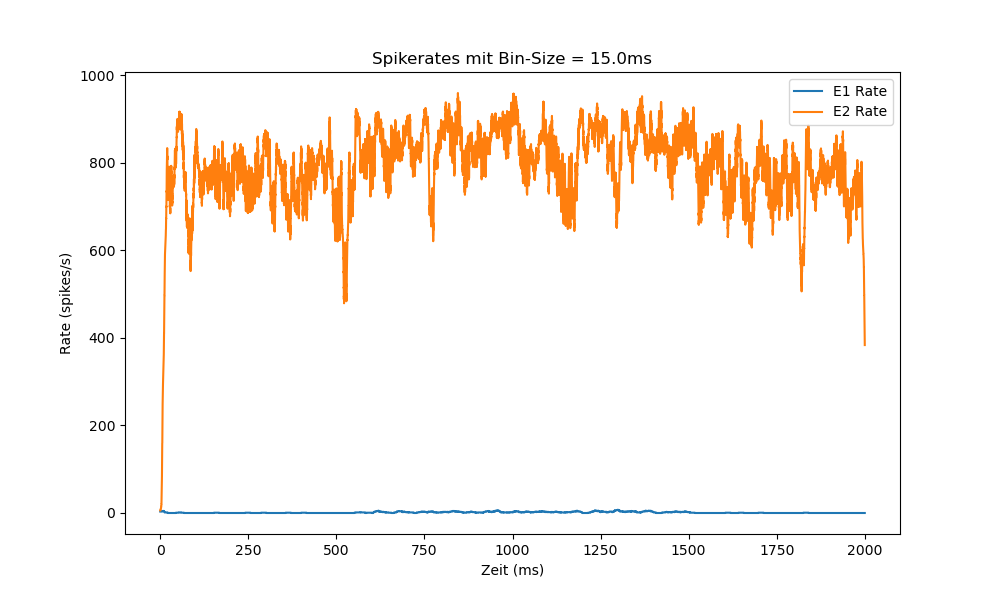 Spikerates mit Bin-Size = 15.0ms
E1 Rate
E2 Rate
1000
800
600
400
200
0
Rate (spikes/s)
0 250 500 750 1000 1250 1500 1750 2000
Zeit (ms)